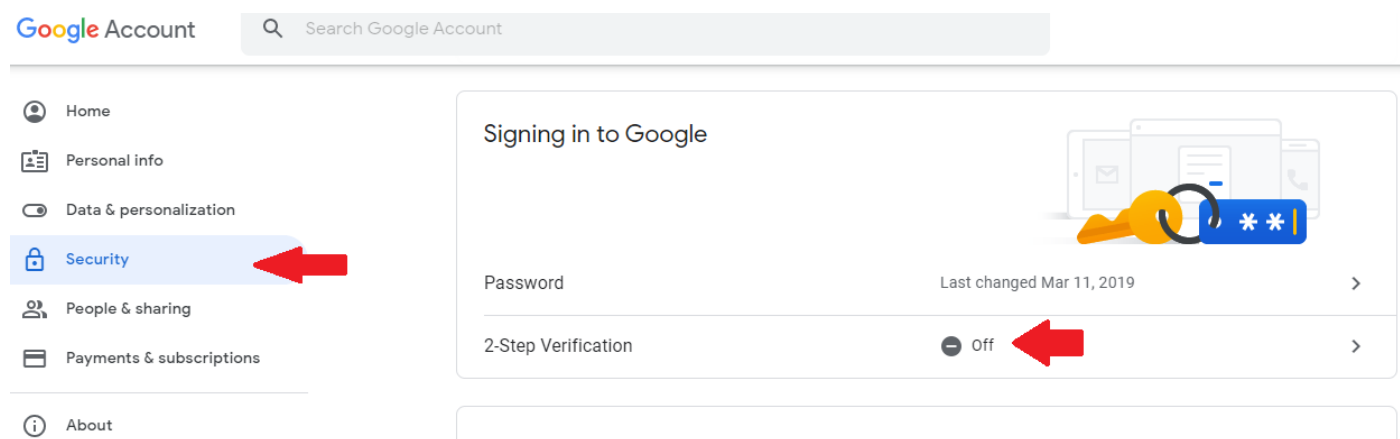 Google Account
Search Google Account
Home
Personal info
Data & personalization
Security
People & sharing
Payments & subscriptions
About
Signing in to Google
**
Password Last changed Mar 11, 2019
2-Step Verification Off